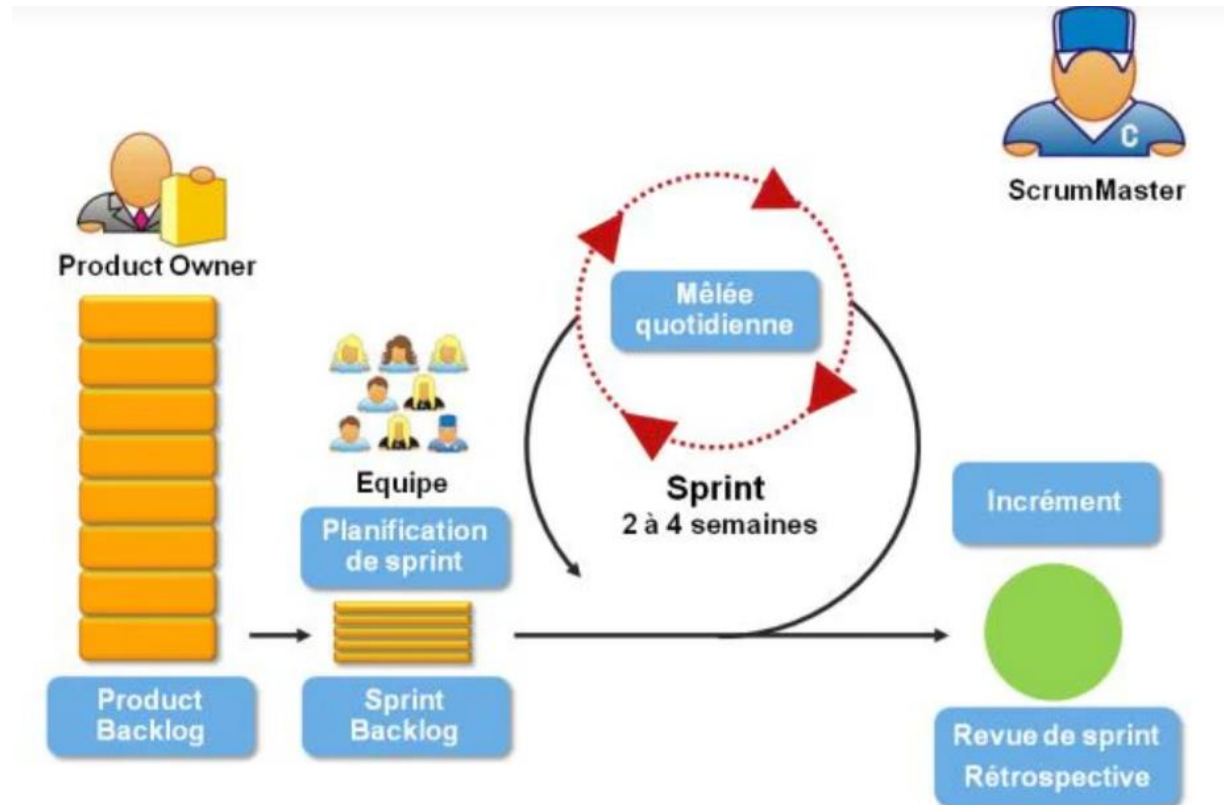 C
ScrumMaster
Product Owner
Mêlée
quotidienne
Equipe
Sprint
2 à 4 semaines
Planification
de sprint
Incrément
Product
Backlog
Sprint
Backlog
Revue de sprint
Rétrospective